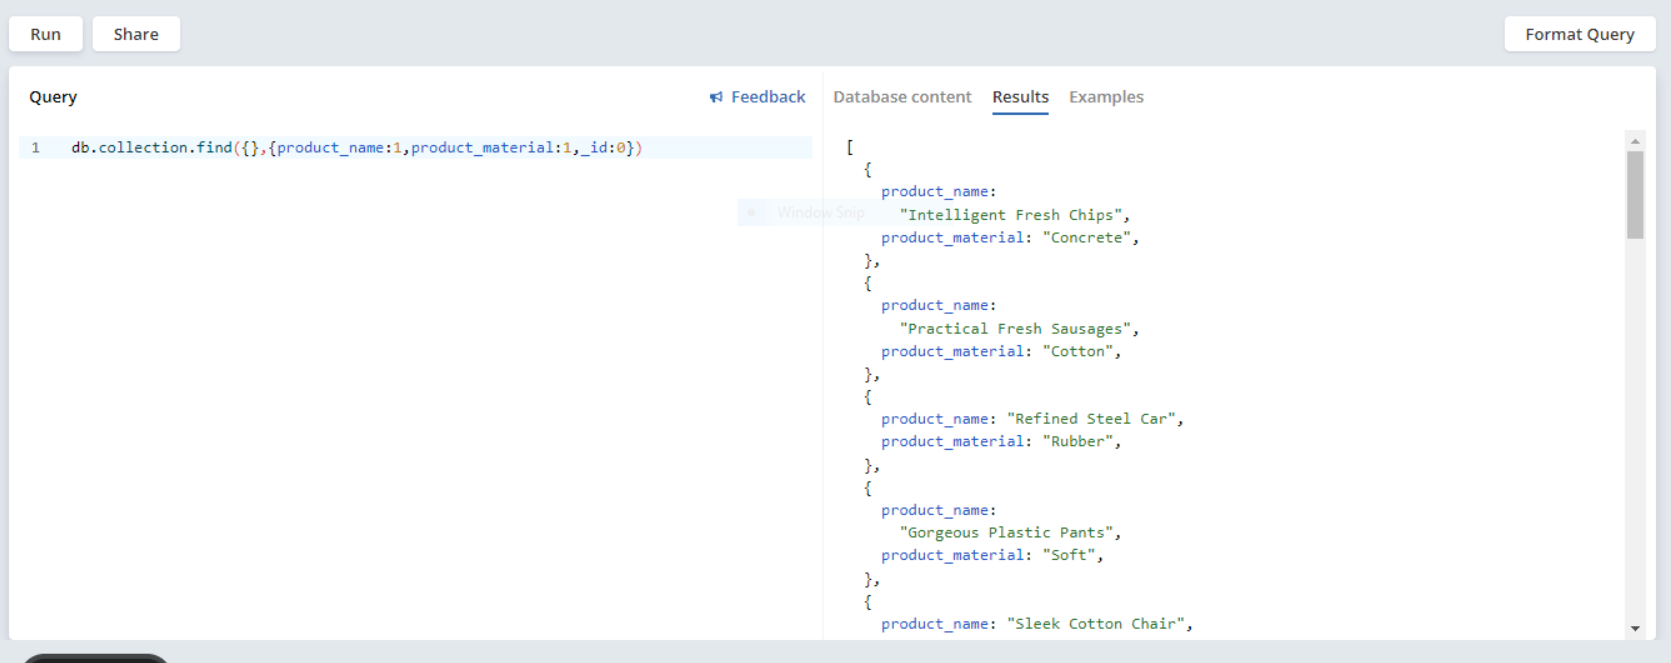 Run Share Format Query
Query Feedback Database content Results Examples
1 db.collection.find({},{product_name:1,product_material:1,_id:0})
[
{
product_name:
"Intelligent Fresh Chips",
Window Snip
product_material: "Concrete",
},
{
product_name:
"Practical Fresh Sausages",
product_material: "Cotton",
},
{
product_name: "Refined Steel Car",
product_material: "Rubber",
},
{
product_name:
"Gorgeous Plastic Pants",
product_material: "Soft",
},
{
product_name: "Sleek Cotton Chair",